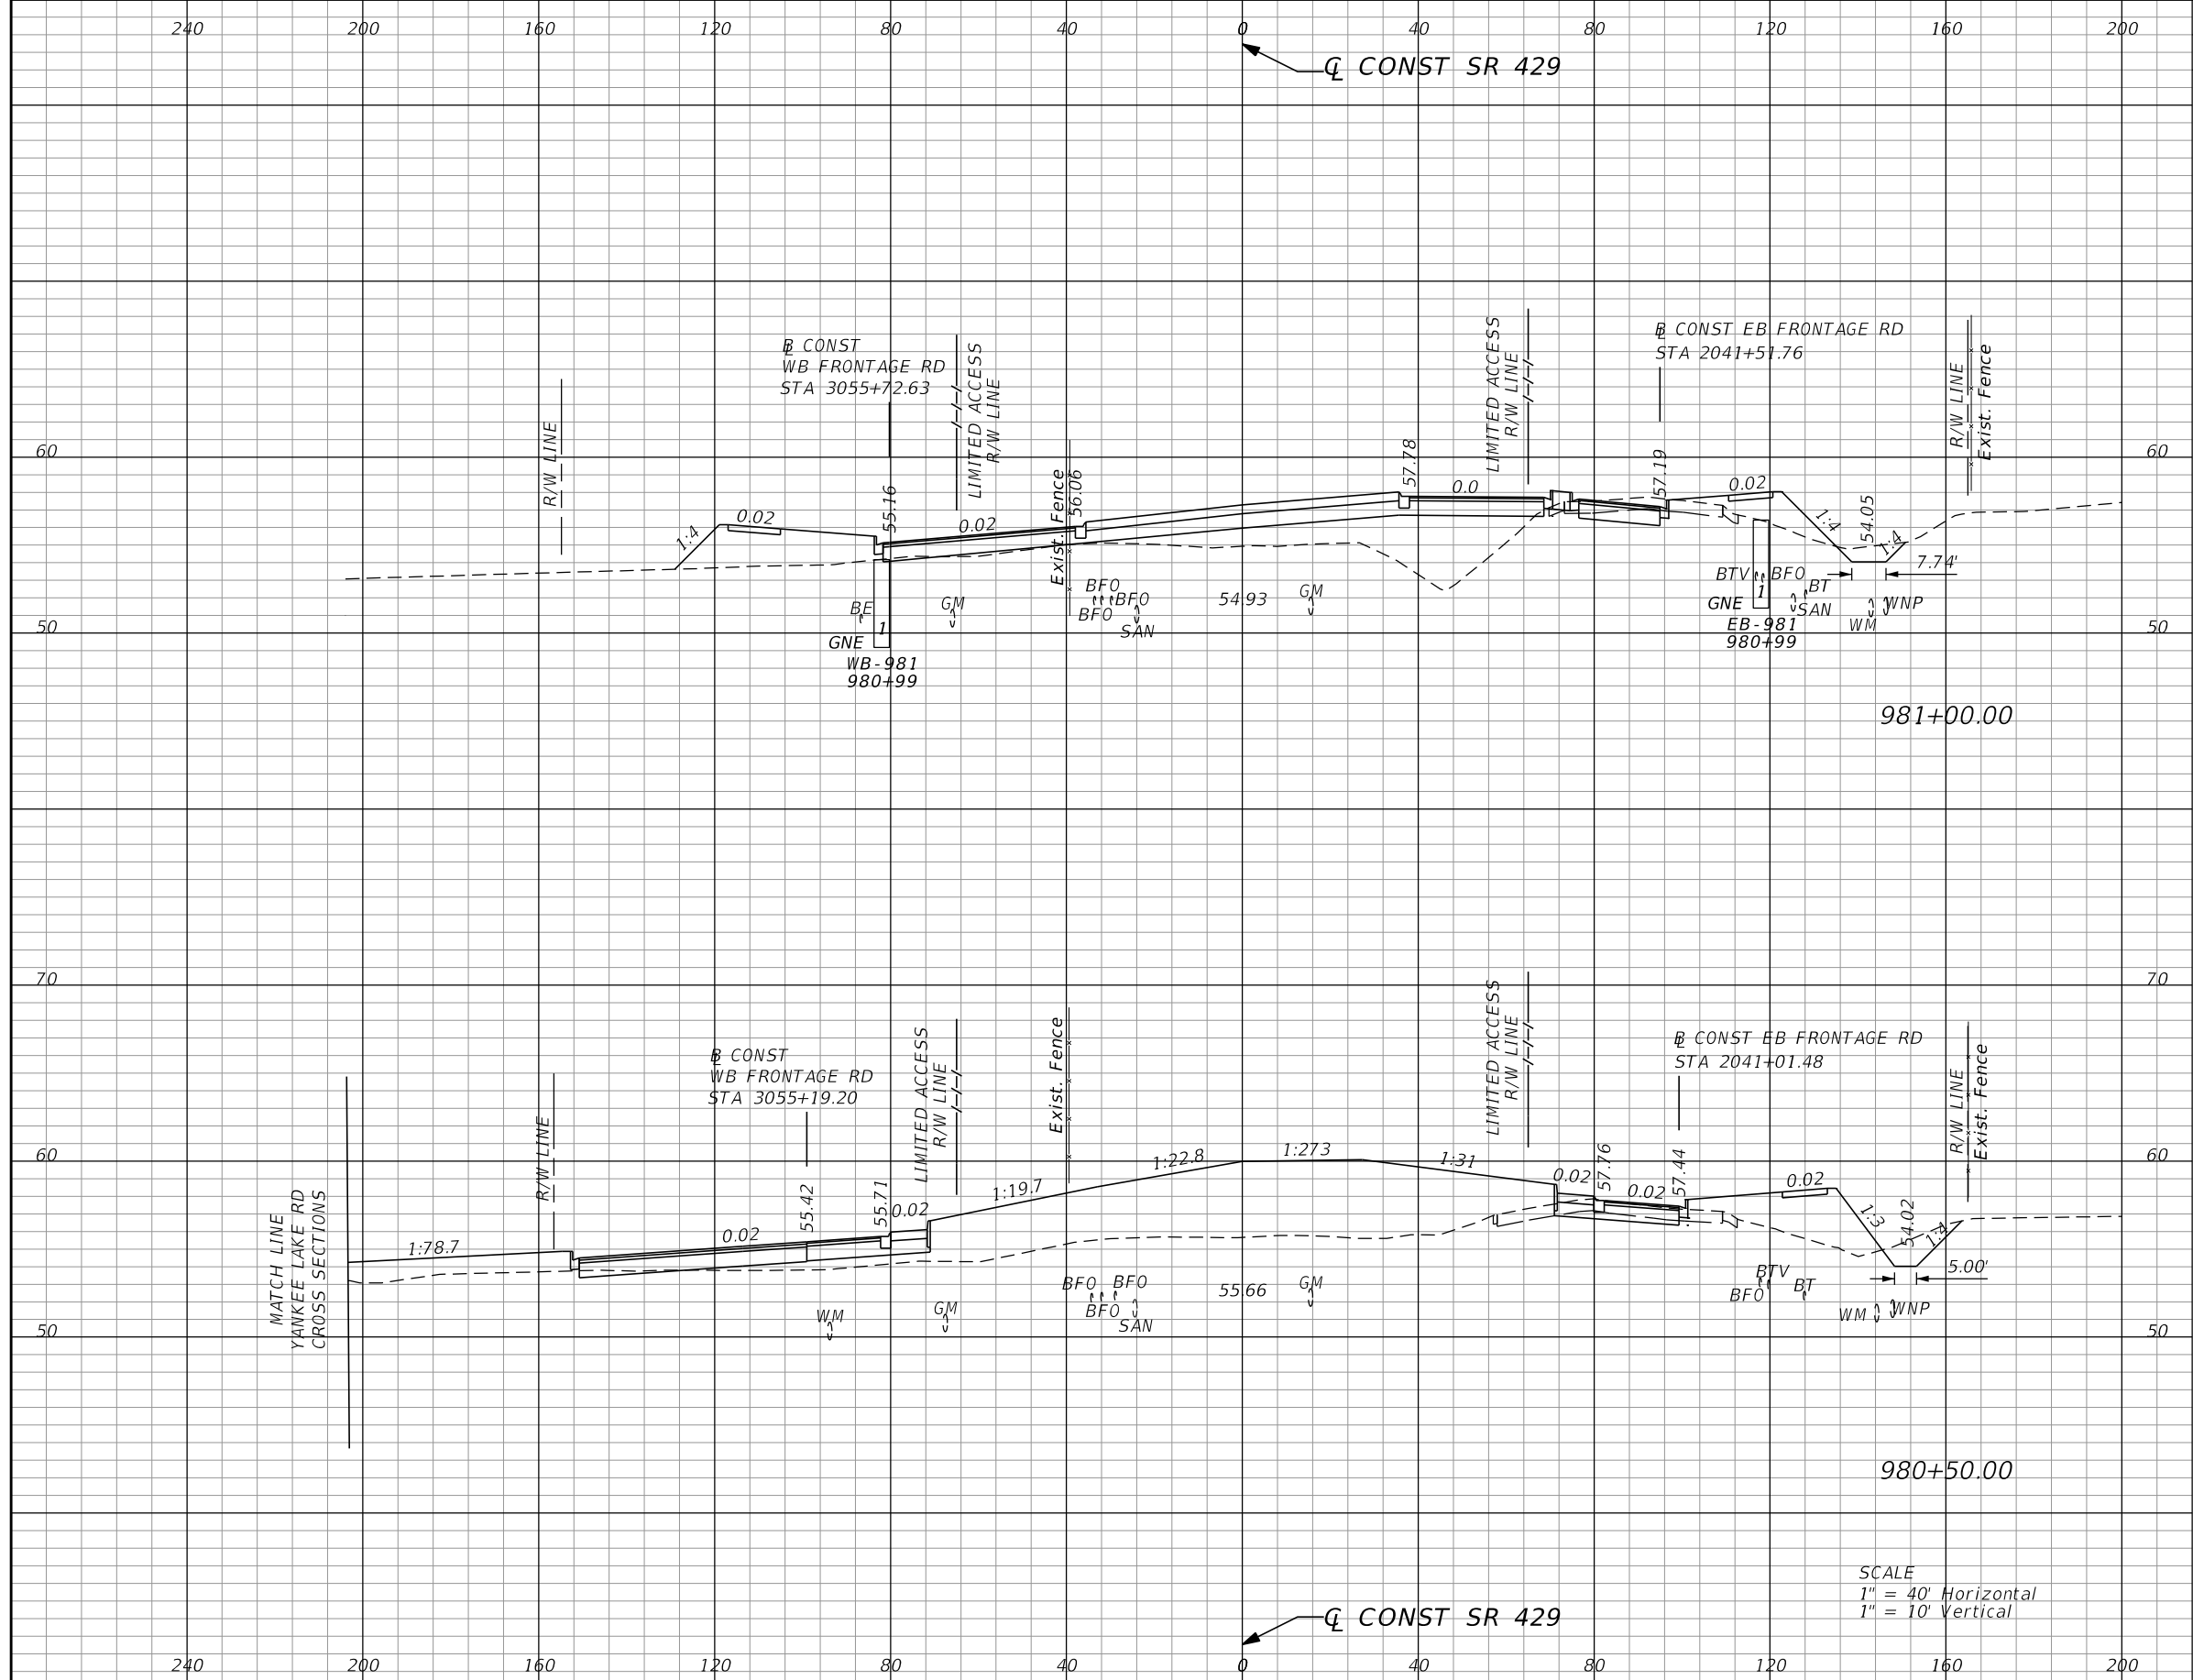 240 200 160 120 80 40 0 40 80 120 160 200
℄ CONST SR 429
LIMITED ACCESS
R/W LINE
B̲L CONST EB FRONTAGE RD
STA 2041+51.76
B̲L CONST
WB FRONTAGE RD
STA 3055+72.63
LIMITED ACCESS
R/W LINE
R/W LINE
Exist. Fence
R/W LINE
60
60
57.78
57.19
Exist. Fence
56.06
55.16
0.0
0.02
54.05
1:4
0.02
0.02
1:4
1:4
7.74'
BTV
BFO
BT
BE
GM
BFO
BFO
BFO
SAN
54.93
GM
GNE
1
SAN
WNP
WM
EB-981
980+99
50
50
1
GNE
WB-981
980+99
981+00.00
70
70
LIMITED ACCESS
R/W LINE
B̲L CONST
WB FRONTAGE RD
STA 3055+19.20
LIMITED ACCESS
R/W LINE
Exist. Fence
B̲L CONST EB FRONTAGE RD
STA 2041+01.48
R/W LINE
Exist. Fence
R/W LINE
60
60
1:22.8
1:273
1:31
57.76
57.44
0.02
0.02
0.02
1:19.7
55.42
55.71
0.02
0.02
1:78.7
1:3
54.02
1:4
5.00'
MATCH LINE
YANKEE LAKE RD
CROSS SECTIONS
BFO
BFO
BFO
SAN
55.66
GM
BTV
BFO
BT
WM
GM
WM
WNP
50
50
980+50.00
SCALE
1" = 40' Horizontal
1" = 10' Vertical
℄ CONST SR 429
240 200 160 120 80 40 0 40 80 120 160 200